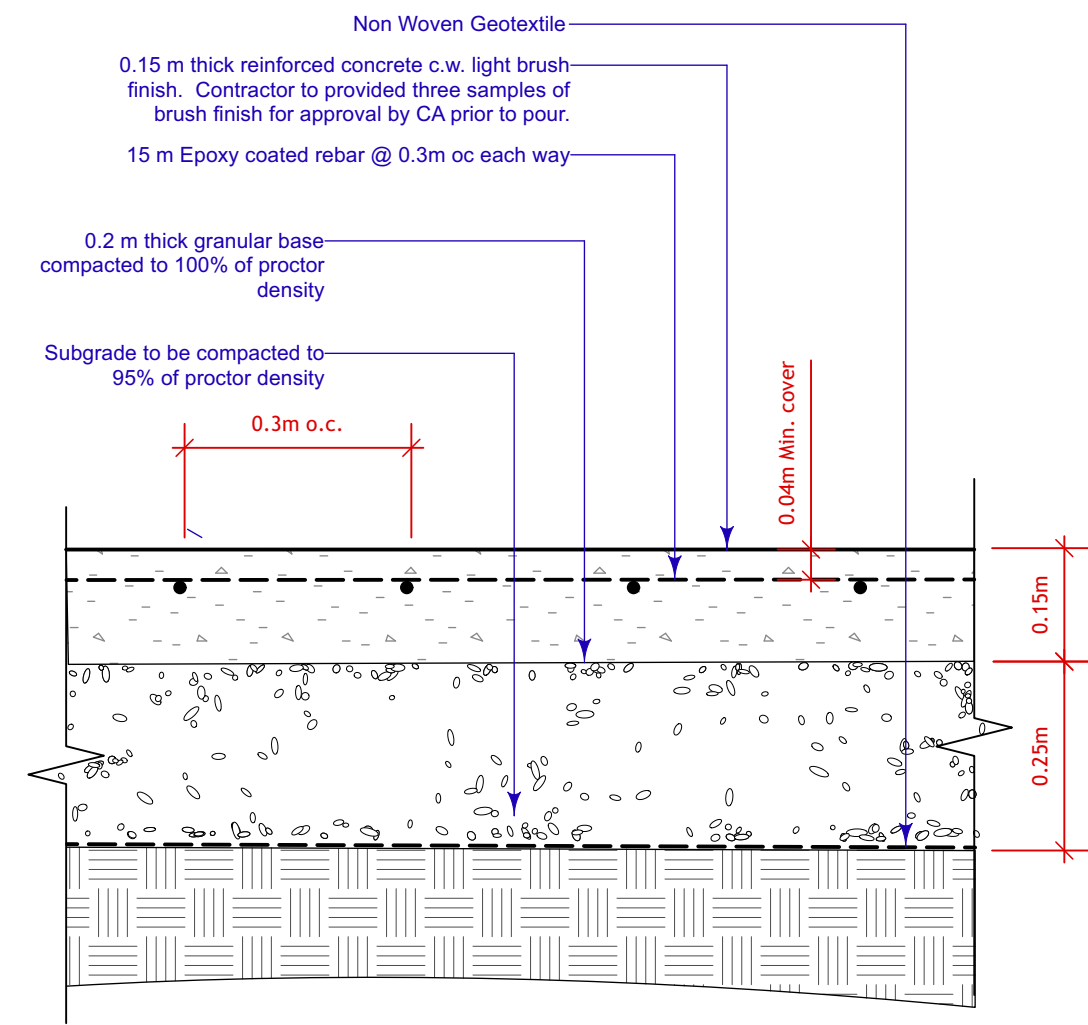 Non Woven Geotextile
0.15 m thick reinforced concrete c.w. light brush
finish. Contractor to provided three samples of
brush finish for approval by CA prior to pour.
15 m Epoxy coated rebar @ 0.3m oc each way
0.2 m thick granular base
compacted to 100% of proctor
density
Subgrade to be compacted to
95% of proctor density
0.3m o.c.
0.04m Min. cover
0.15m
0.25m